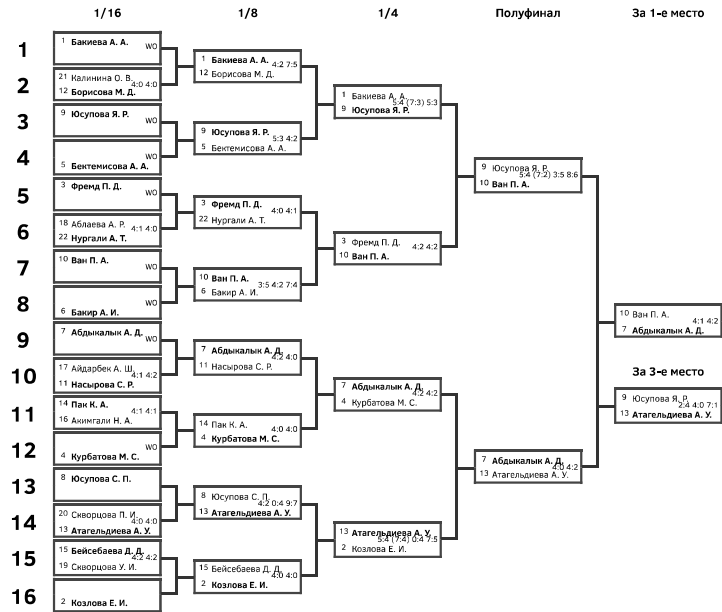 1/16 1/8 1/4 Полуфинал За 1-е место
1
1 Бакиева А. А. WO
2
21 Калинина О. В.
12 Борисова М. Д. 4:0 4:0
3
9 Юсупова Я. Р. WO
4
WO
5 Бектемисова А. А.
5
3 Фремд П. Д. WO
6
18 Аблаева А. Р.
22 Нургали А. Т. 4:1 4:0
7
10 Ван П. А. WO
8
WO
6 Бакир А. И.
9
7 Абдыкалык А. Д. WO
10
17 Айдарбек А. Ш.
11 Насырова С. Р. 4:1 4:2
11
14 Пак К. А.
16 Акимгали Н. А. 4:1 4:1
12
WO
4 Курбатова М. С.
13
8 Юсупова С. П.
14
20 Скворцова П. И.
13 Атагельдиева А. У. 4:0 4:0
15
15 Бейсебаева Д. Д.
19 Скворцова У. И. 4:2 4:2
16
2 Козлова Е. И.
1 Бакиева А. А.
12 Борисова М. Д. 4:2 7:5
9 Юсупова Я. Р.
5 Бектемисова А. А. 5:3 4:2
3 Фремд П. Д.
22 Нургали А. Т. 4:0 4:1
10 Ван П. А.
6 Бакир А. И. 3:5 4:2 7:4
7 Абдыкалык А. Д.
11 Насырова С. Р. 4:2 4:0
14 Пак К. А.
4 Курбатова М. С. 4:0 4:0
8 Юсупова С. П.
13 Атагельдиева А. У. 4:2 0:4 9:7
15 Бейсебаева Д. Д.
2 Козлова Е. И. 4:0 4:0
1 Бакиева А. А.
9 Юсупова Я. Р. 5:4 (7:3) 5:3
3 Фремд П. Д.
10 Ван П. А. 4:2 4:2
7 Абдыкалык А. Д.
4 Курбатова М. С. 4:2 4:2
13 Атагельдиева А. У.
2 Козлова Е. И. 5:4 (7:4) 0:4 7:5
9 Юсупова Я. Р.
10 Ван П. А. 5:4 (7:2) 3:5 8:6
7 Абдыкалык А. Д.
13 Атагельдиева А. У. 4:0 4:2
10 Ван П. А.
7 Абдыкалык А. Д. 4:1 4:2
За 3-е место
9 Юсупова Я. Р.
13 Атагельдиева А. У. 2:4 4:0 7:1